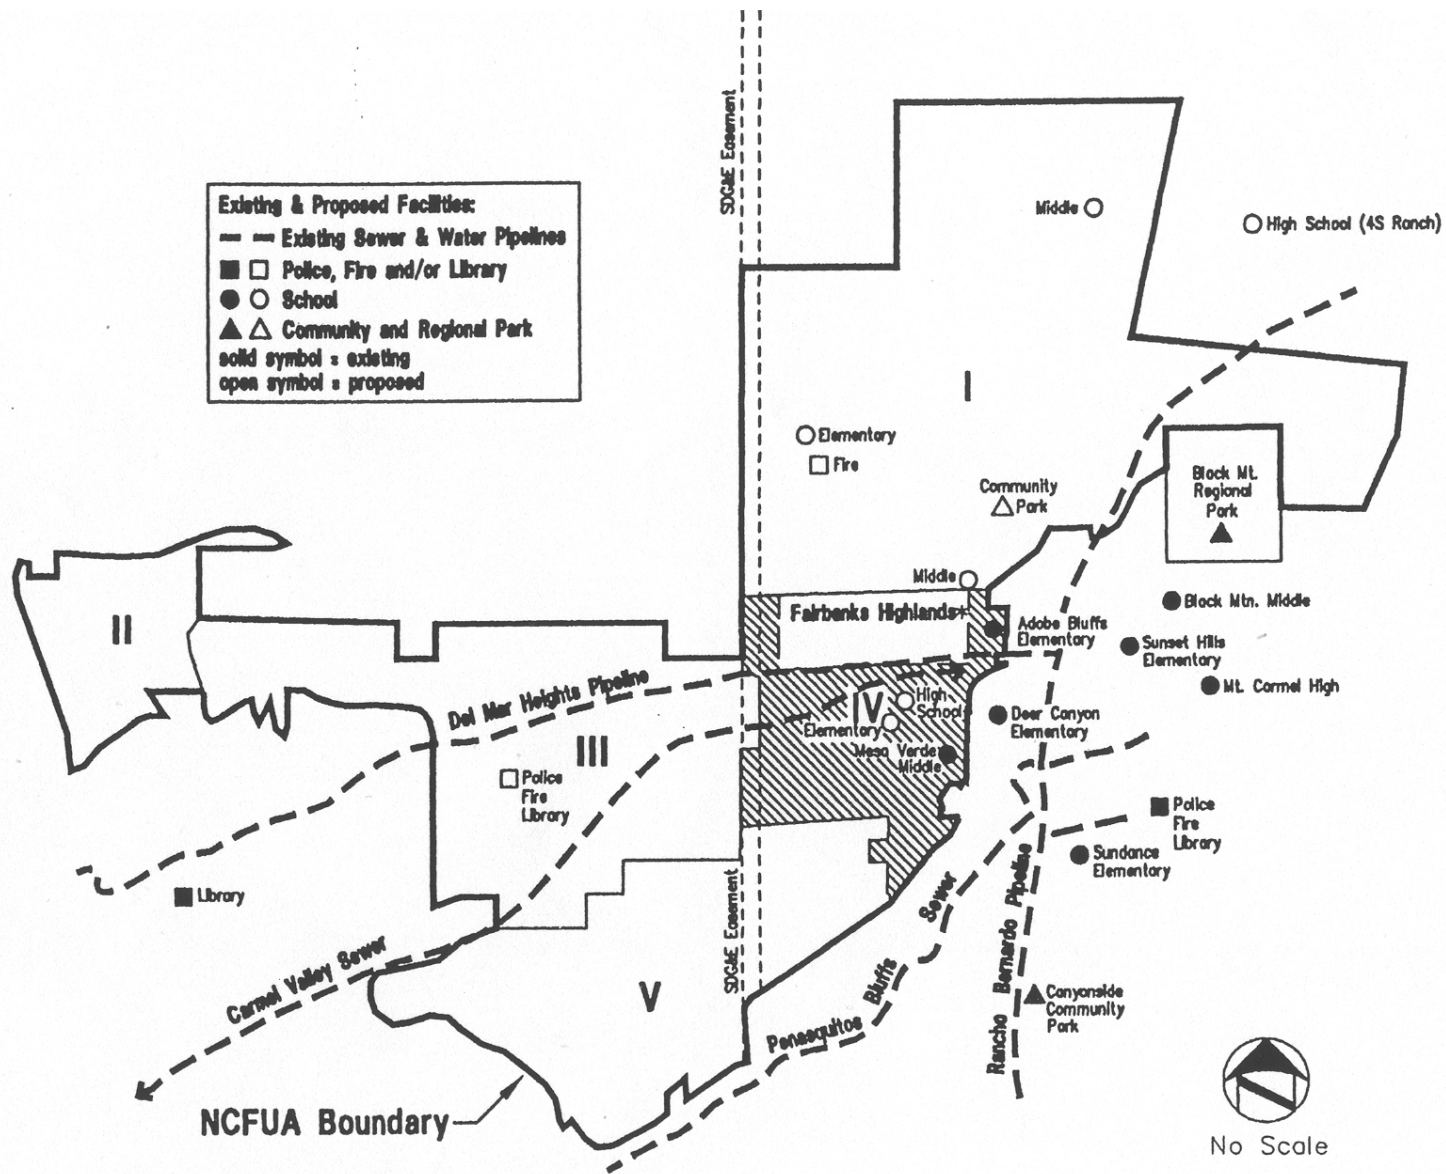 SDG&E Easement
Existing & Proposed Facilities:
Existing Sewer & Water Pipelines
Police, Fire and/or Library
School
Community and Regional Park
solid symbol = existing
open symbol = proposed
Middle
High School (4S Ranch)
I
Elementary
Fire
Community
Park
Black Mt.
Regional
Park
Middle
Fairbanks Highlands*
Black Mtn. Middle
Adobe Bluffs
Elementary
Sunset Hills
Elementary
Mt. Carmel High
II
Del Mar Heights Pipeline
III
IV
High
School
Elementary
Mesa Verde
Middle
Deer Canyon
Elementary
Police
Fire
Library
Police
Fire
Library
Sundance
Elementary
Library
SDG&E Easement
Carmel Valley Sewer
V
Penasquitos Bluffs Sewer
Rancho Bernardo Pipeline
Canyonside
Community
Park
NCFUA Boundary
No Scale